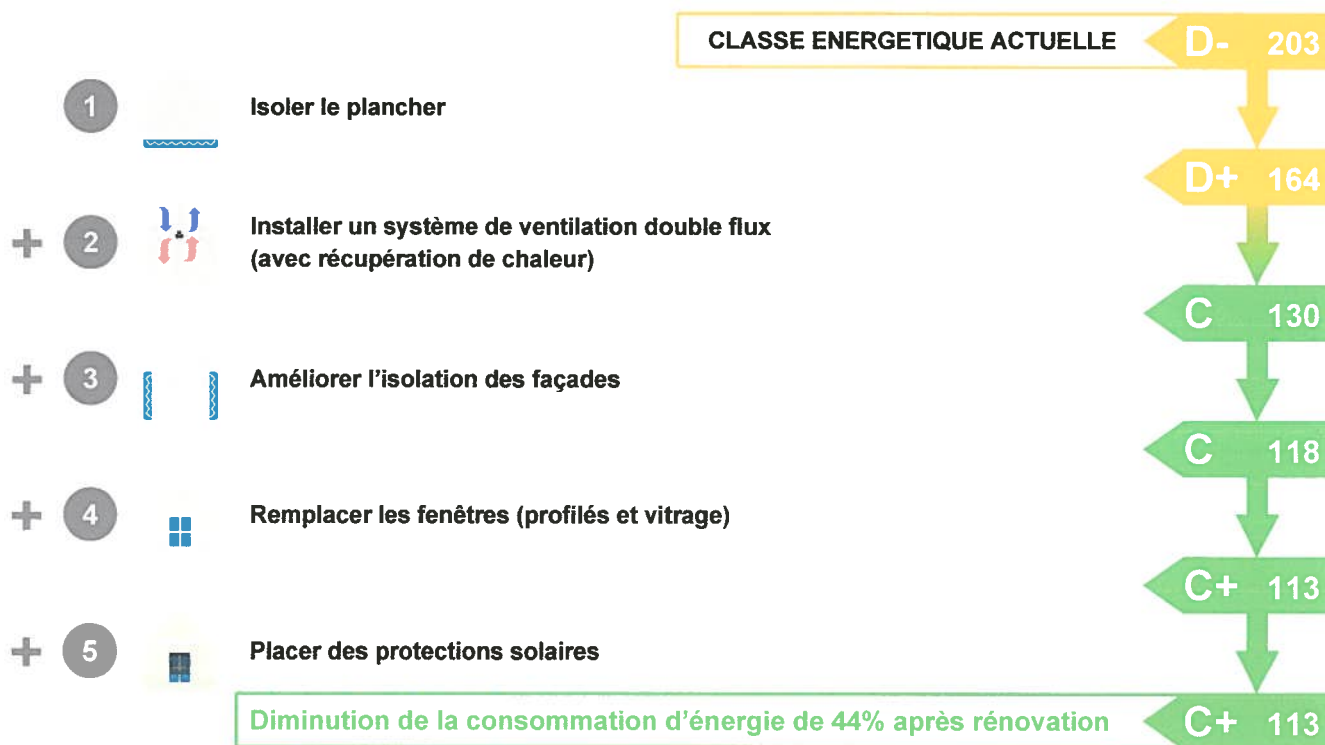 CLASSE ENERGETIQUE ACTUELLE D- 203
1 Isoler le plancher
D+ 164
+ 2 Installer un système de ventilation double flux
(avec récupération de chaleur)
C 130
+ 3 Améliorer l'isolation des façades
C 118
+ 4 Remplacer les fenêtres (profilés et vitrage)
C+ 113
+ 5 Placer des protections solaires
Diminution de la consommation d'énergie de 44% après rénovation C+ 113